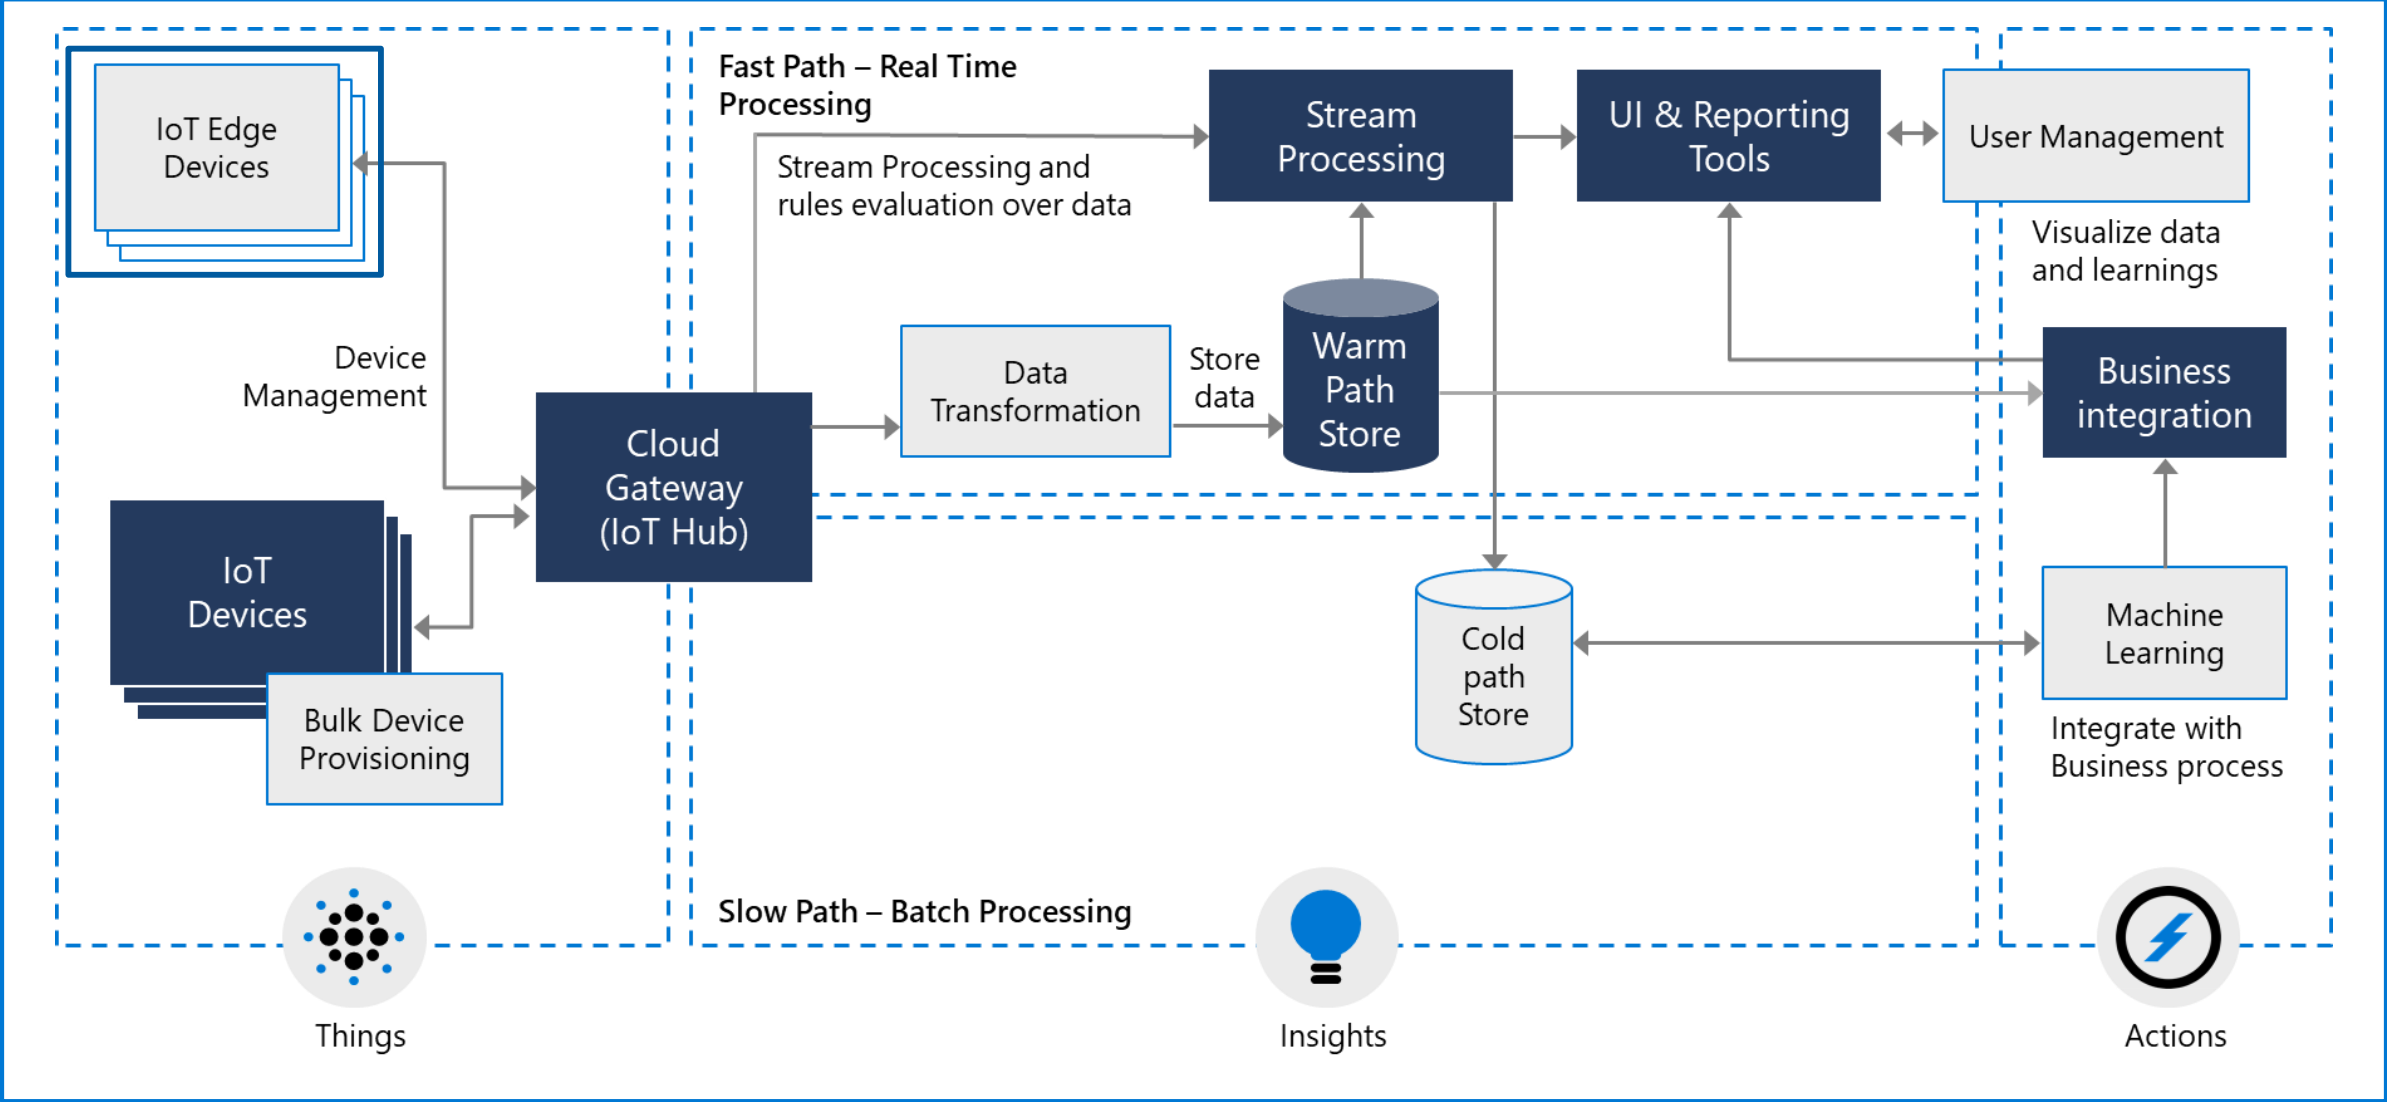 IoT Edge
Devices
Device
Management
IoT
Devices
Bulk Device
Provisioning
Cloud
Gateway
(IoT Hub)
Things
Fast Path – Real Time
Processing
Stream Processing and
rules evaluation over data
Stream
Processing
UI & Reporting
Tools
Data
Transformation
Store
data
Warm
Path
Store
Cold
path
Store
Slow Path – Batch Processing
Insights
User Management
Visualize data
and learnings
Business
integration
Machine
Learning
Integrate with
Business process
Actions